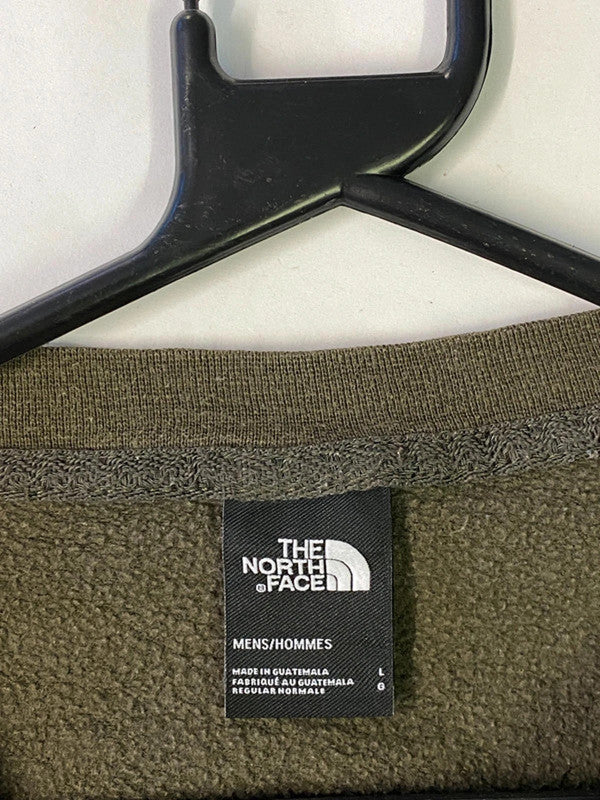 THE
NORTH
FACE
MENS/HOMMES
MADE IN GUATEMALA L
FABRIQUÉ AU GUATEMALA G
REGULAR NORMALE